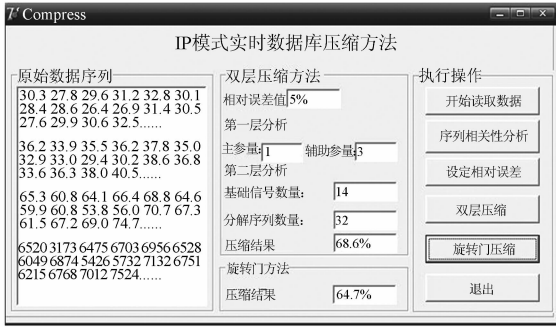 Compress
IP模式实时数据库压缩方法
原始数据序列
30.3 27.8 29.6 31.2 32.8 30.1
28.4 28.6 26.4 26.9 31.4 30.5
27.6 29.9 30.6 32.5......
36.2 33.9 35.5 36.2 37.8 35.0
32.9 33.0 29.4 30.2 38.6 36.8
33.6 36.3 38.0 40.5......
65.3 60.8 64.1 66.4 68.8 64.6
59.9 60.8 53.8 56.0 70.7 67.3
61.5 67.2 69.0 74.7......
6520 3173 6475 6703 6956 6528
6049 6874 5426 5732 7132 6751
6215 6768 7012 7524......
双层压缩方法
相对误差值 5%
第一层分析
主参量: 1 辅助参量: 3
第二层分析
基础信号数量: 14
分解序列数量: 32
压缩结果 68.6%
旋转门方法
压缩结果 64.7%
执行操作
开始读取数据
序列相关性分析
设定相对误差
双层压缩
旋转门压缩
退出